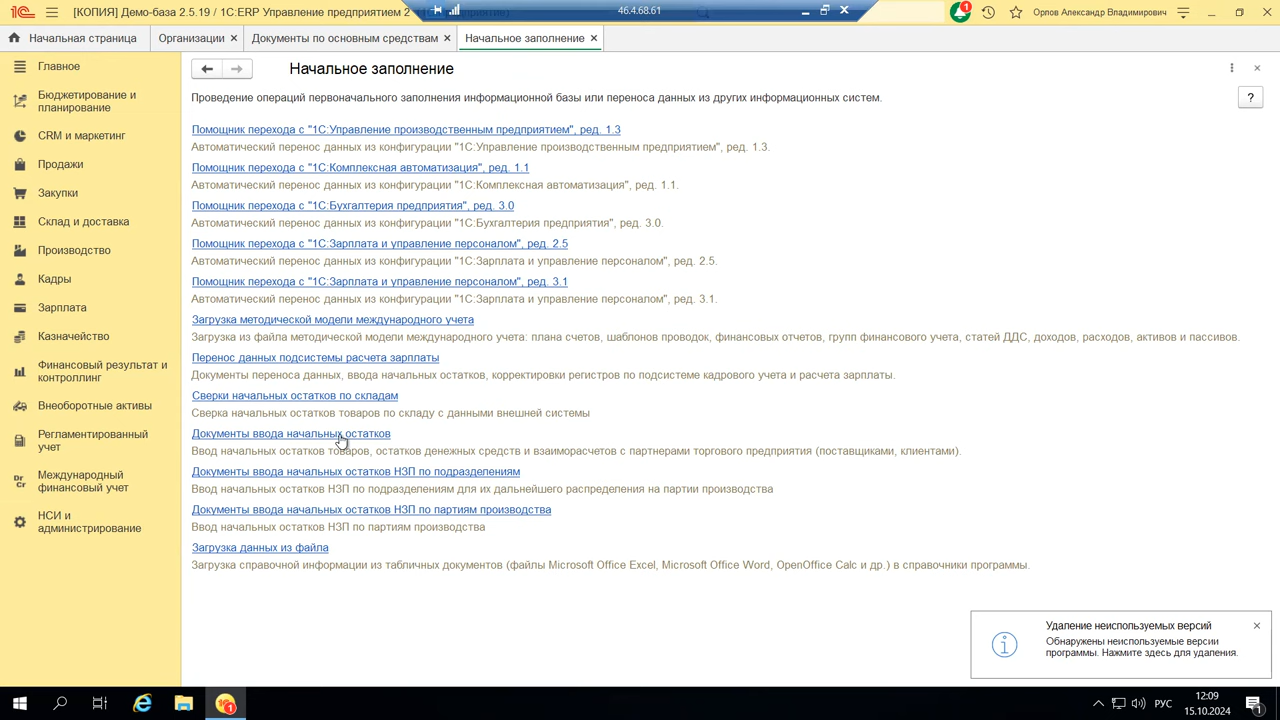 [КОПИЯ] Демо-база 2.5.19 / 1С:ERP Управление предприятием 2
46.4.68.61
1
Орлов Александр Владимирович
Начальная страница
Организации
Документы по основным средствам
Начальное заполнение
Главное
Бюджетирование и
планирование
CRM и маркетинг
Продажи
Закупки
Склад и доставка
Производство
Кадры
Зарплата
Казначейство
Финансовый результат и
контроллинг
Внеоборотные активы
Регламентированный
учет
Международный
финансовый учет
НСИ и
администрирование
Начальное заполнение
Проведение операций первоначального заполнения информационной базы или переноса данных из других информационных систем.
?
Помощник перехода с "1С:Управление производственным предприятием", ред. 1.3
Автоматический перенос данных из конфигурации "1С:Управление производственным предприятием", ред. 1.3.
Помощник перехода с "1С:Комплексная автоматизация", ред. 1.1
Автоматический перенос данных из конфигурации "1С:Комплексная автоматизация", ред. 1.1.
Помощник перехода с "1С:Бухгалтерия предприятия", ред. 3.0
Автоматический перенос данных из конфигурации "1С:Бухгалтерия предприятия", ред. 3.0.
Помощник перехода с "1С:Зарплата и управление персоналом", ред. 2.5
Автоматический перенос данных из конфигурации "1С:Зарплата и управление персоналом", ред. 2.5.
Помощник перехода с "1С:Зарплата и управление персоналом", ред. 3.1
Автоматический перенос данных из конфигурации "1С:Зарплата и управление персоналом", ред. 3.1.
Загрузка методической модели международного учета
Загрузка из файла методической модели международного учета: плана счетов, шаблонов проводок, финансовых отчетов, групп финансового учета, статей ДДС, доходов, расходов, активов и пассивов.
Перенос данных подсистемы расчета зарплаты
Документы переноса данных, ввода начальных остатков, корректировки регистров по подсистеме кадрового учета и расчета зарплаты.
Сверки начальных остатков по складам
Сверка начальных остатков товаров по складу с данными внешней системы
Документы ввода начальных остатков
Ввод начальных остатков товаров, остатков денежных средств и взаиморасчетов с партнерами торгового предприятия (поставщиками, клиентами).
Документы ввода начальных остатков НЗП по подразделениям
Ввод начальных остатков НЗП по подразделениям для их дальнейшего распределения на партии производства
Документы ввода начальных остатков НЗП по партиям производства
Ввод начальных остатков НЗП по партиям производства
Загрузка данных из файла
Загрузка справочной информации из табличных документов (файлы Microsoft Office Excel, Microsoft Office Word, OpenOffice Calc и др.) в справочники программы.
Удаление неиспользуемых версий
Обнаружены неиспользуемые версии
программы. Нажмите здесь для удаления.
РУС
12:09
15.10.2024
1